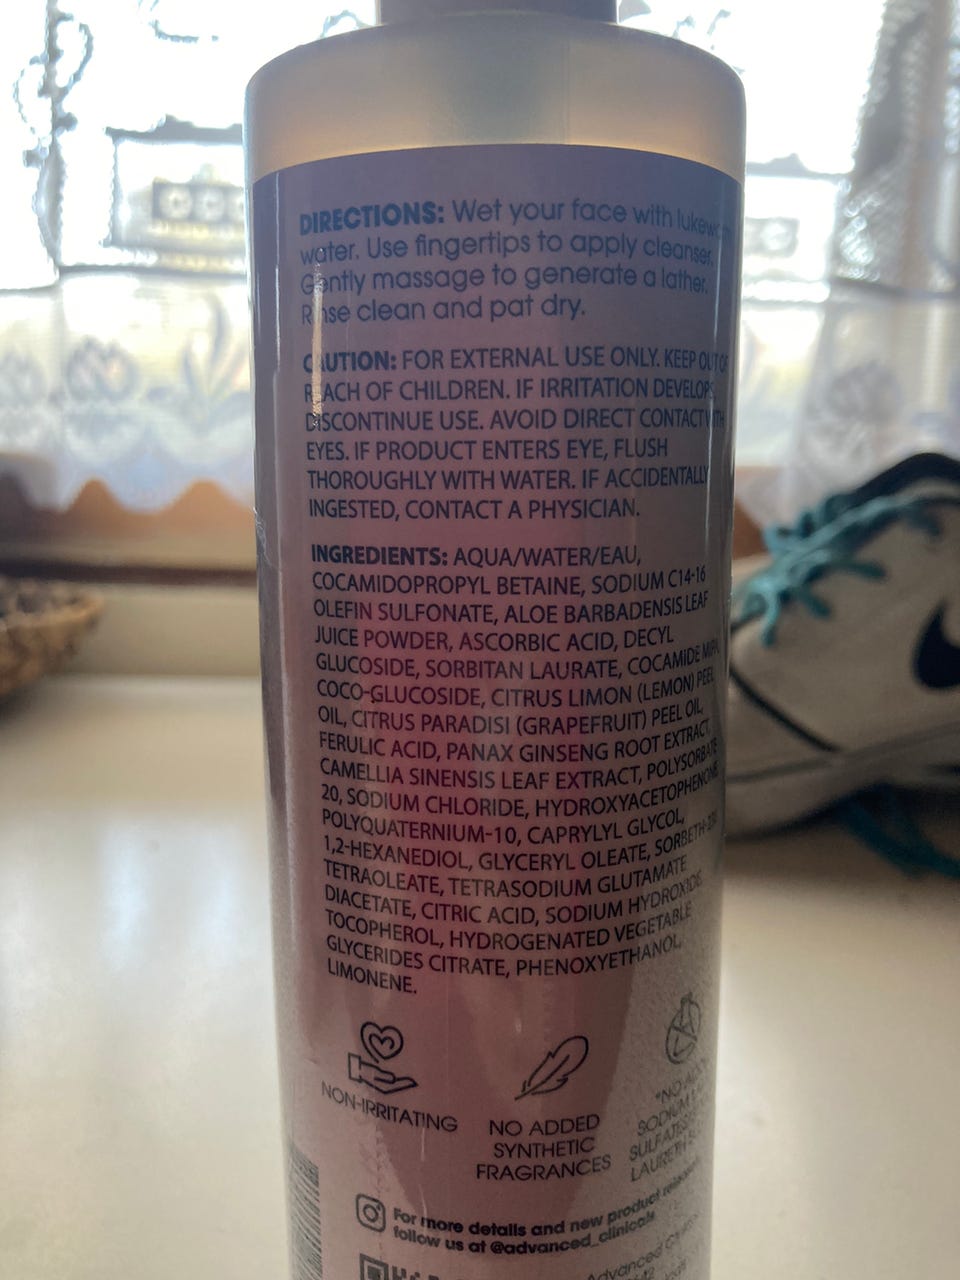 DIRECTIONS: Wet your face with
water. Use fingertips to apply cleanser.
Gently massage to generate a lather.
Rinse clean and pat dry.
CAUTION: FOR EXTERNAL USE ONLY. KEEP OUT OF
REACH OF CHILDREN. IF IRRITATION DEVELOPS,
DISCONTINUE USE. AVOID DIRECT CONTACT WITH
EYES. IF PRODUCT ENTERS EYE, FLUSH
THOROUGHLY WITH WATER. IF ACCIDENTALLY
INGESTED, CONTACT A PHYSICIAN.
INGREDIENTS: AQUA/WATER/EAU,
COCAMIDOPROPYL BETAINE, SODIUM C14-16
OLEFIN SULFONATE, ALOE BARBADENSIS LEAF
JUICE POWDER, ASCORBIC ACID, DECYL
GLUCOSIDE, SORBITAN LAURATE, COCAMIDE MIPA,
COCO-GLUCOSIDE, CITRUS LIMON (LEMON) PEEL
OIL, CITRUS PARADISI (GRAPEFRUIT) PEEL OIL,
FERULIC ACID, PANAX GINSENG ROOT EXTRACT,
CAMELLIA SINENSIS LEAF EXTRACT, POLYSORBATE
20, SODIUM CHLORIDE, HYDROXYACETOPHENONE,
POLYQUATERNIUM-10, CAPRYLYL GLYCOL,
1,2-HEXANEDIOL, GLYCERYL OLEATE,
TETRAOLEATE, TETRASODIUM GLUTAMATE
DIACETATE, CITRIC ACID, SODIUM HYDROXIDE,
TOCOPHEROL, HYDROGENATED VEGETABLE
GLYCERIDES CITRATE, PHENOXYETHANOL,
LIMONENE.
NON-IRRITATING
NO ADDED
SYNTHETIC
FRAGRANCES
*NO
SODIUM
LAURETH
For more details and new product releases,
follow us at @advanced_clinicals
Advanced